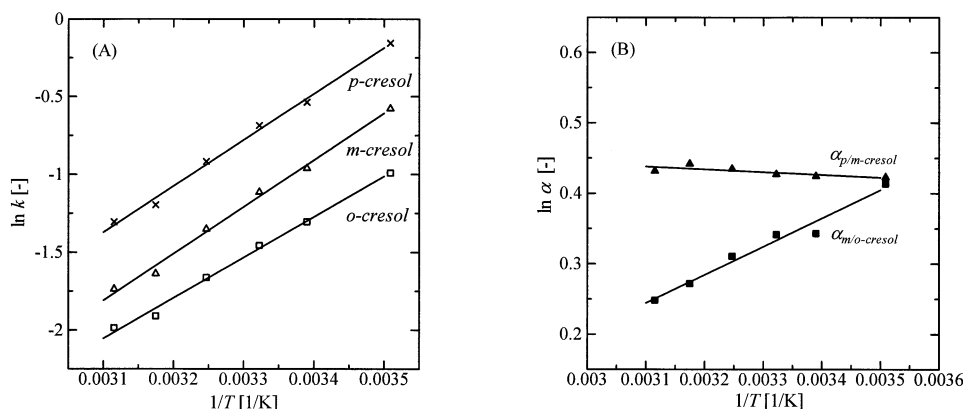 (A)
0
-0.5
-1
-1.5
-2
ln k [-]
p-cresol
m-cresol
o-cresol
0.0031 0.0032 0.0033 0.0034 0.0035
1/T [1/K]
(B)
0.6
0.5
0.4
0.3
0.2
ln α [-]
αp/m-cresol
αm/o-cresol
0.003 0.0031 0.0032 0.0033 0.0034 0.0035 0.0036
1/T [1/K]